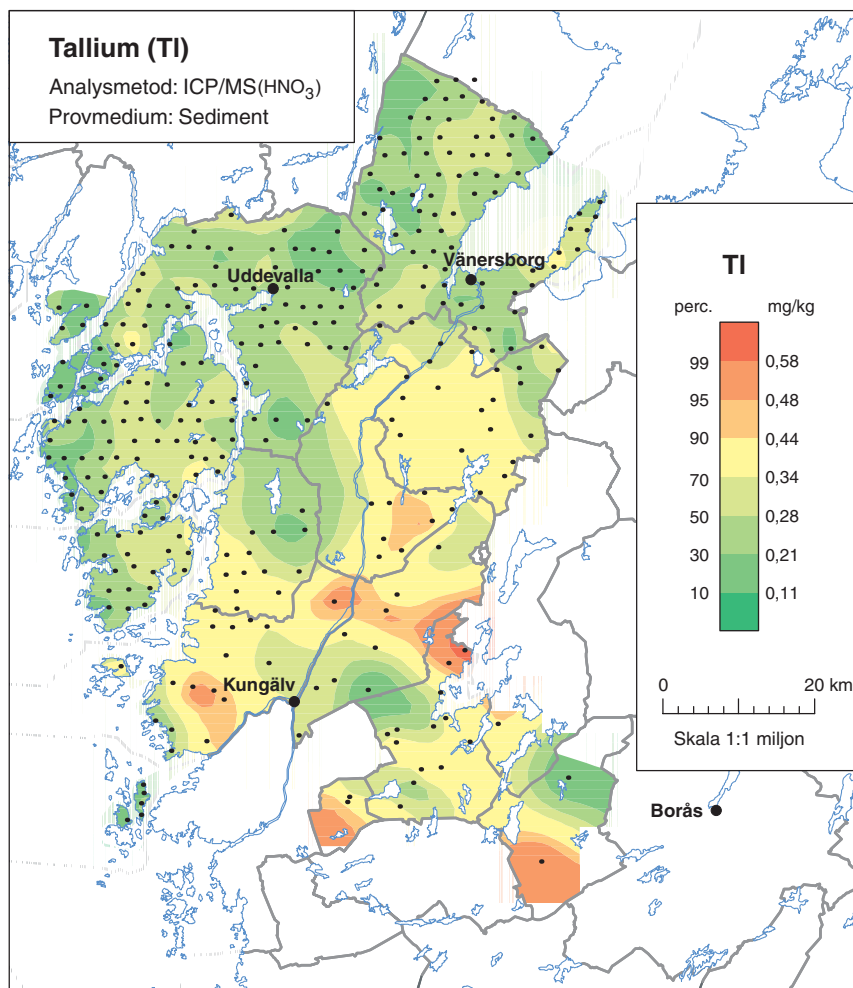 Tallium (Tl)
Analysmetod: ICP/MS(HNO3)
Provmedium: Sediment
Vänersborg
Uddevalla
Kungälv
Borås
Tl
perc. mg/kg
99 0,58
95 0,48
90 0,44
70 0,34
50 0,28
30 0,21
10 0,11
0 20 km
Skala 1:1 miljon